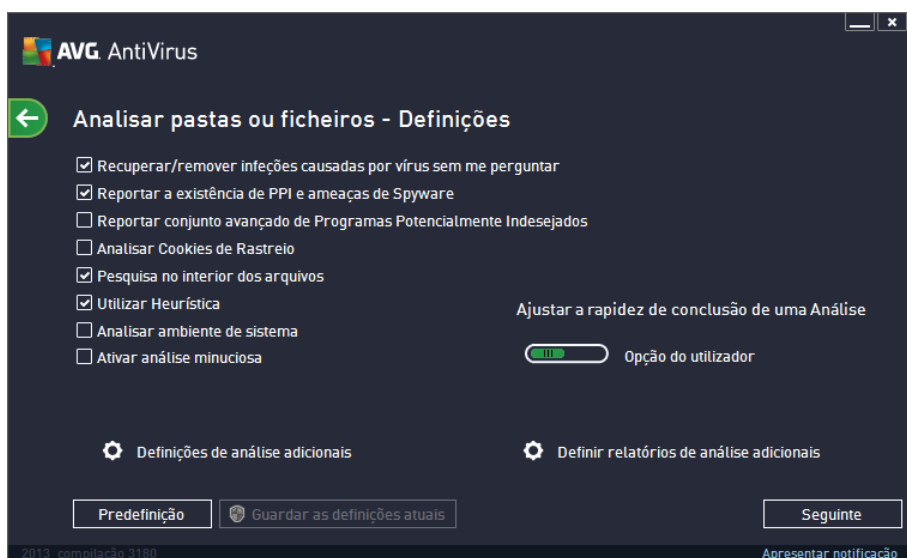 AVG. AntiVirus
Analisar pastas ou ficheiros - Definições
Recuperar/remover infeções causadas por vírus sem me perguntar
Reportar a existência de PPI e ameaças de Spyware
Reportar conjunto avançado de Programas Potencialmente Indesejados
Analisar Cookies de Rastreio
Pesquisa no interior dos arquivos
Utilizar Heurística
Analisar ambiente de sistema
Ativar análise minuciosa
Ajustar a rapidez de conclusão de uma Análise
Opção do utilizador
Definições de análise adicionais
Definir relatórios de análise adicionais
Predefinição
Guardar as definições atuais
Seguinte
2013 compilação 3180
Apresentar notificação